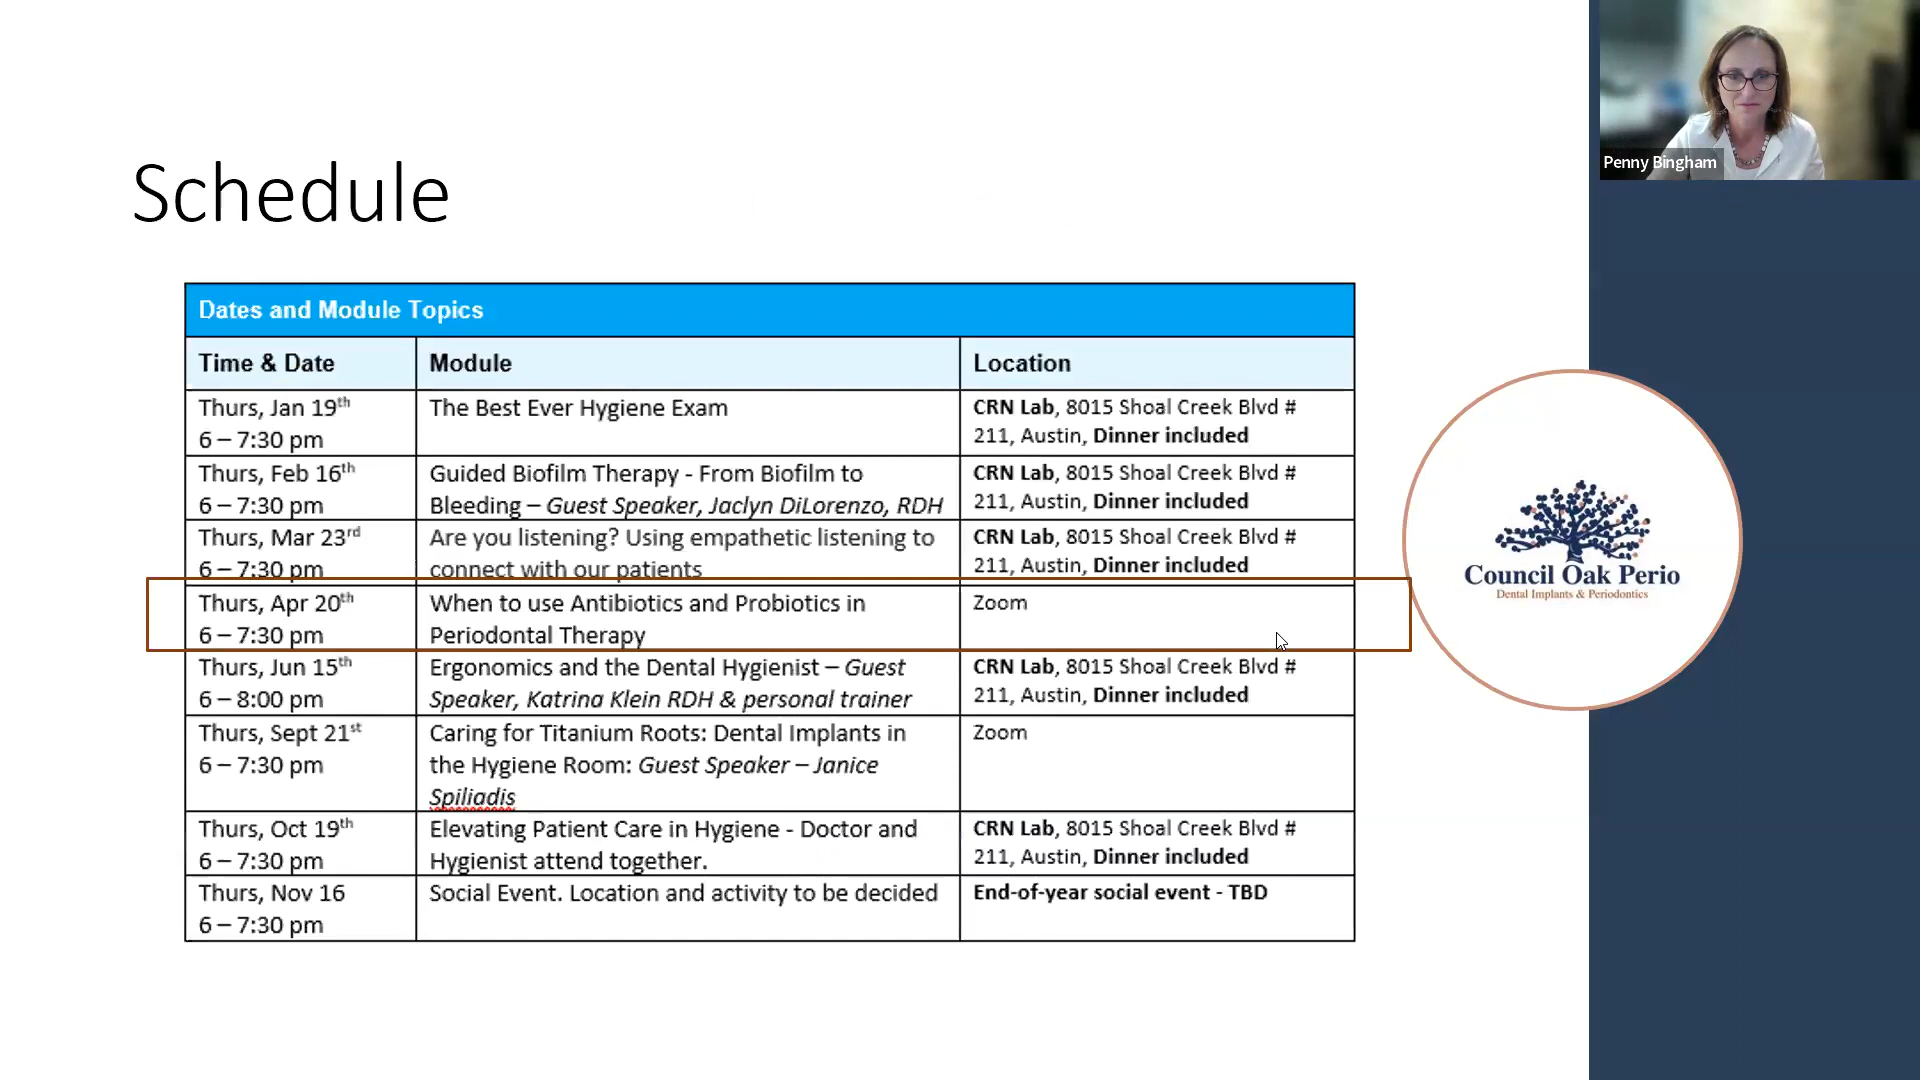 Penny Bingham
Schedule
Dates and Module Topics
Time & Date
Module
Location
Thurs, Jan 19th
6 – 7:30 pm
The Best Ever Hygiene Exam
CRN Lab, 8015 Shoal Creek Blvd #
211, Austin, Dinner included
Thurs, Feb 16th
6 – 7:30 pm
Guided Biofilm Therapy - From Biofilm to
Bleeding – Guest Speaker, Jaclyn DiLorenzo, RDH
CRN Lab, 8015 Shoal Creek Blvd #
211, Austin, Dinner included
Thurs, Mar 23rd
6 – 7:30 pm
Are you listening? Using empathetic listening to
connect with our patients
CRN Lab, 8015 Shoal Creek Blvd #
211, Austin, Dinner included
Thurs, Apr 20th
6 – 7:30 pm
When to use Antibiotics and Probiotics in
Periodontal Therapy
Zoom
Thurs, Jun 15th
6 – 8:00 pm
Ergonomics and the Dental Hygienist – Guest
Speaker, Katrina Klein RDH & personal trainer
CRN Lab, 8015 Shoal Creek Blvd #
211, Austin, Dinner included
Thurs, Sept 21st
6 – 7:30 pm
Caring for Titanium Roots: Dental Implants in
the Hygiene Room: Guest Speaker – Janice
Spiliadis
Zoom
Thurs, Oct 19th
6 – 7:30 pm
Elevating Patient Care in Hygiene - Doctor and
Hygienist attend together.
CRN Lab, 8015 Shoal Creek Blvd #
211, Austin, Dinner included
Thurs, Nov 16
6 – 7:30 pm
Social Event. Location and activity to be decided
End-of-year social event - TBD
Council Oak Perio
Dental Implants & Periodontics